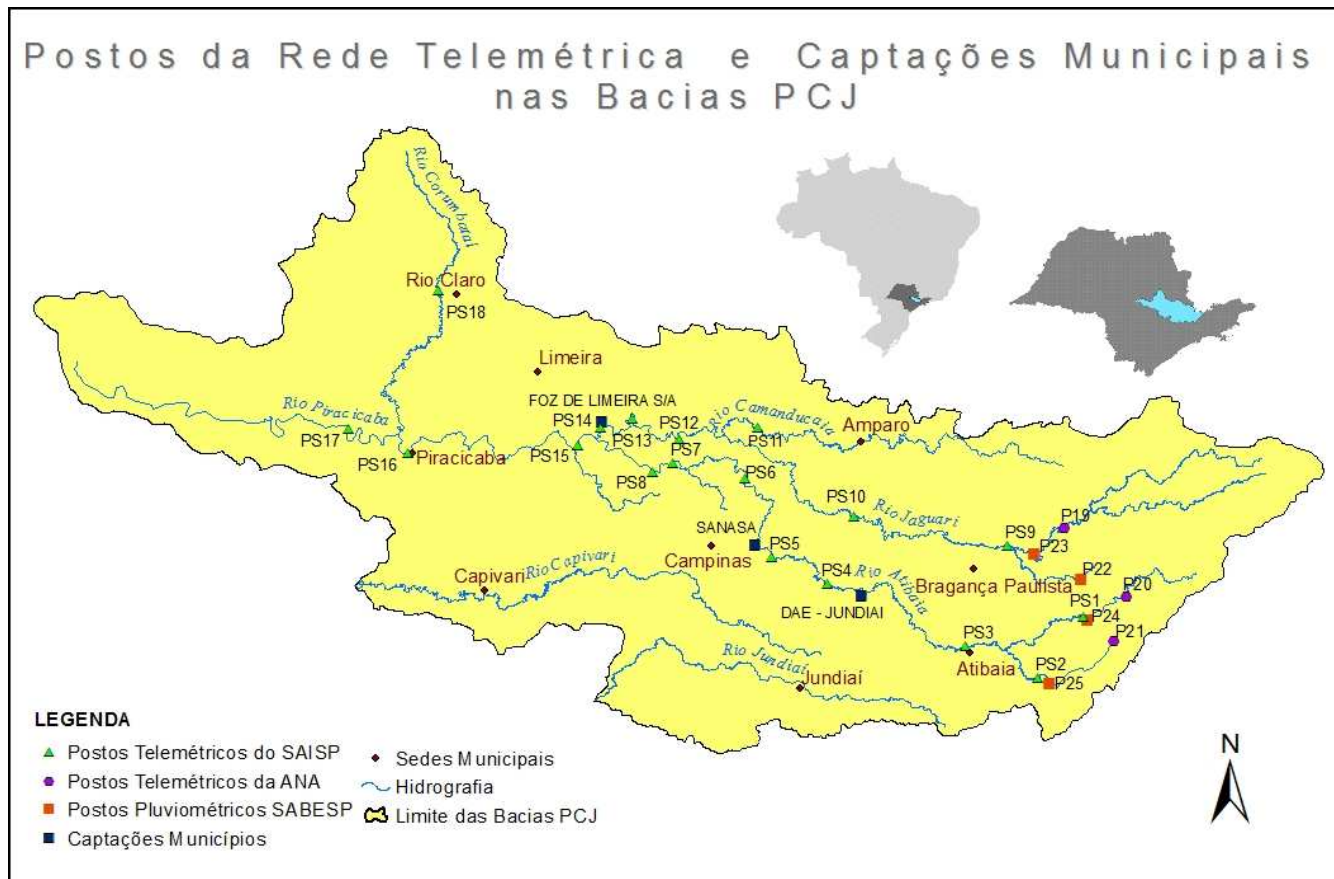 Postos da Rede Telemétrica e Captações Municipais
nas Bacias PCJ
Rio Corumbataí
Rio Claro
PS18
Limeira
FOZ DE LIMEIRA S/A
Rio Piracicaba
PS17
PS16
Piracicaba
PS15
PS14
PS13
PS12
PS7
PS8
Rio Camanducaia
PS11
Amparo
PS6
PS10
Rio Jaguari
PS9
P19
P23
P22
SANASA
Campinas
PS5
PS4
Rio Atibaia
DAE - JUNDIAI
Bragança Paulista
PS1
P20
P24
P21
Capivari
Rio Capivari
PS3
Atibaia
PS2
P25
Rio Jundiaí
Jundiaí
LEGENDA
Postos Telemétricos do SAISP
Postos Telemétricos da ANA
Postos Pluviométricos SABESP
Captações Municípios
Sedes Municipais
Hidrografia
Limite das Bacias PCJ
N